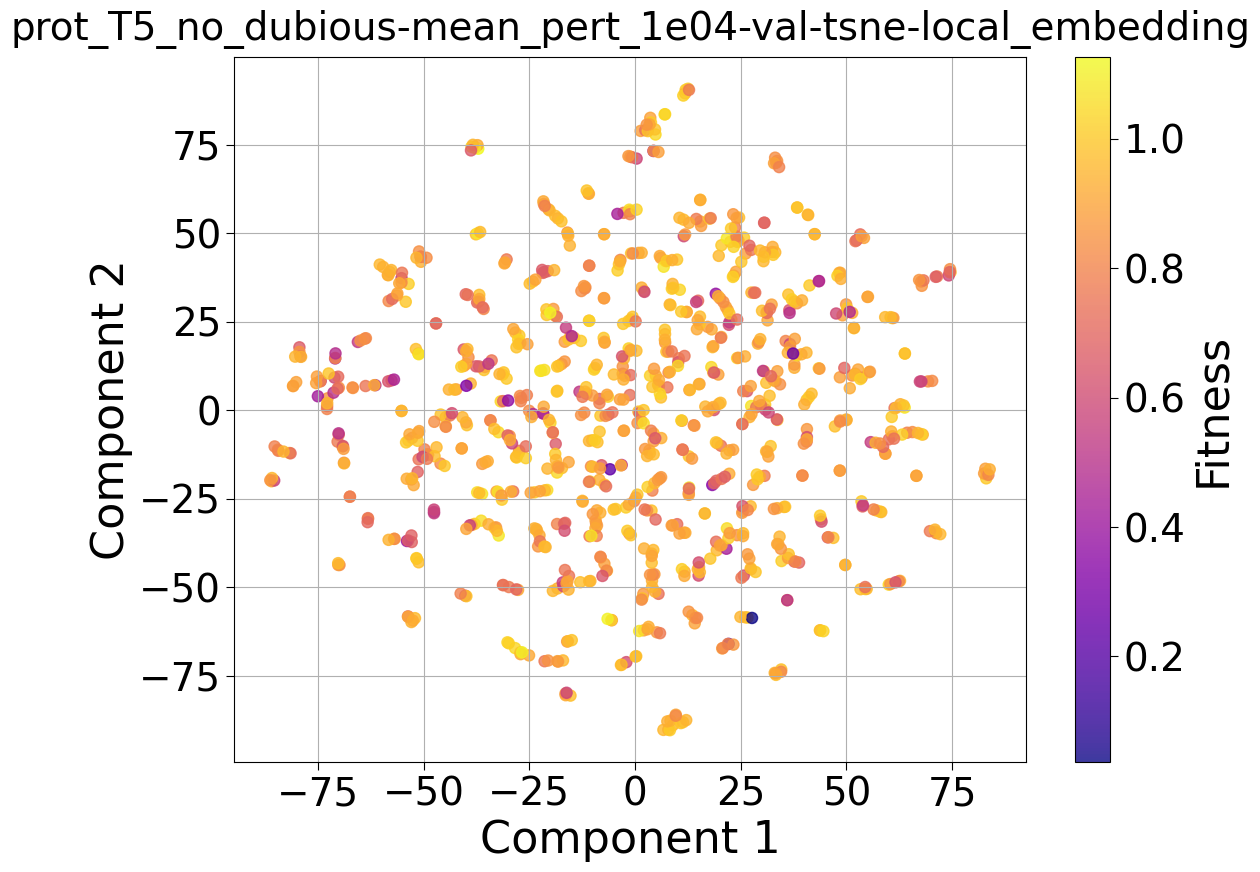 prot_T5_no_dubious-mean_pert_1e04-val-tsne-local_embedding
75
50
25
0
−25
−50
−75
Component 2
−75 −50 −25 0 25 50 75
Component 1
1.0
0.8
0.6
0.4
0.2
Fitness